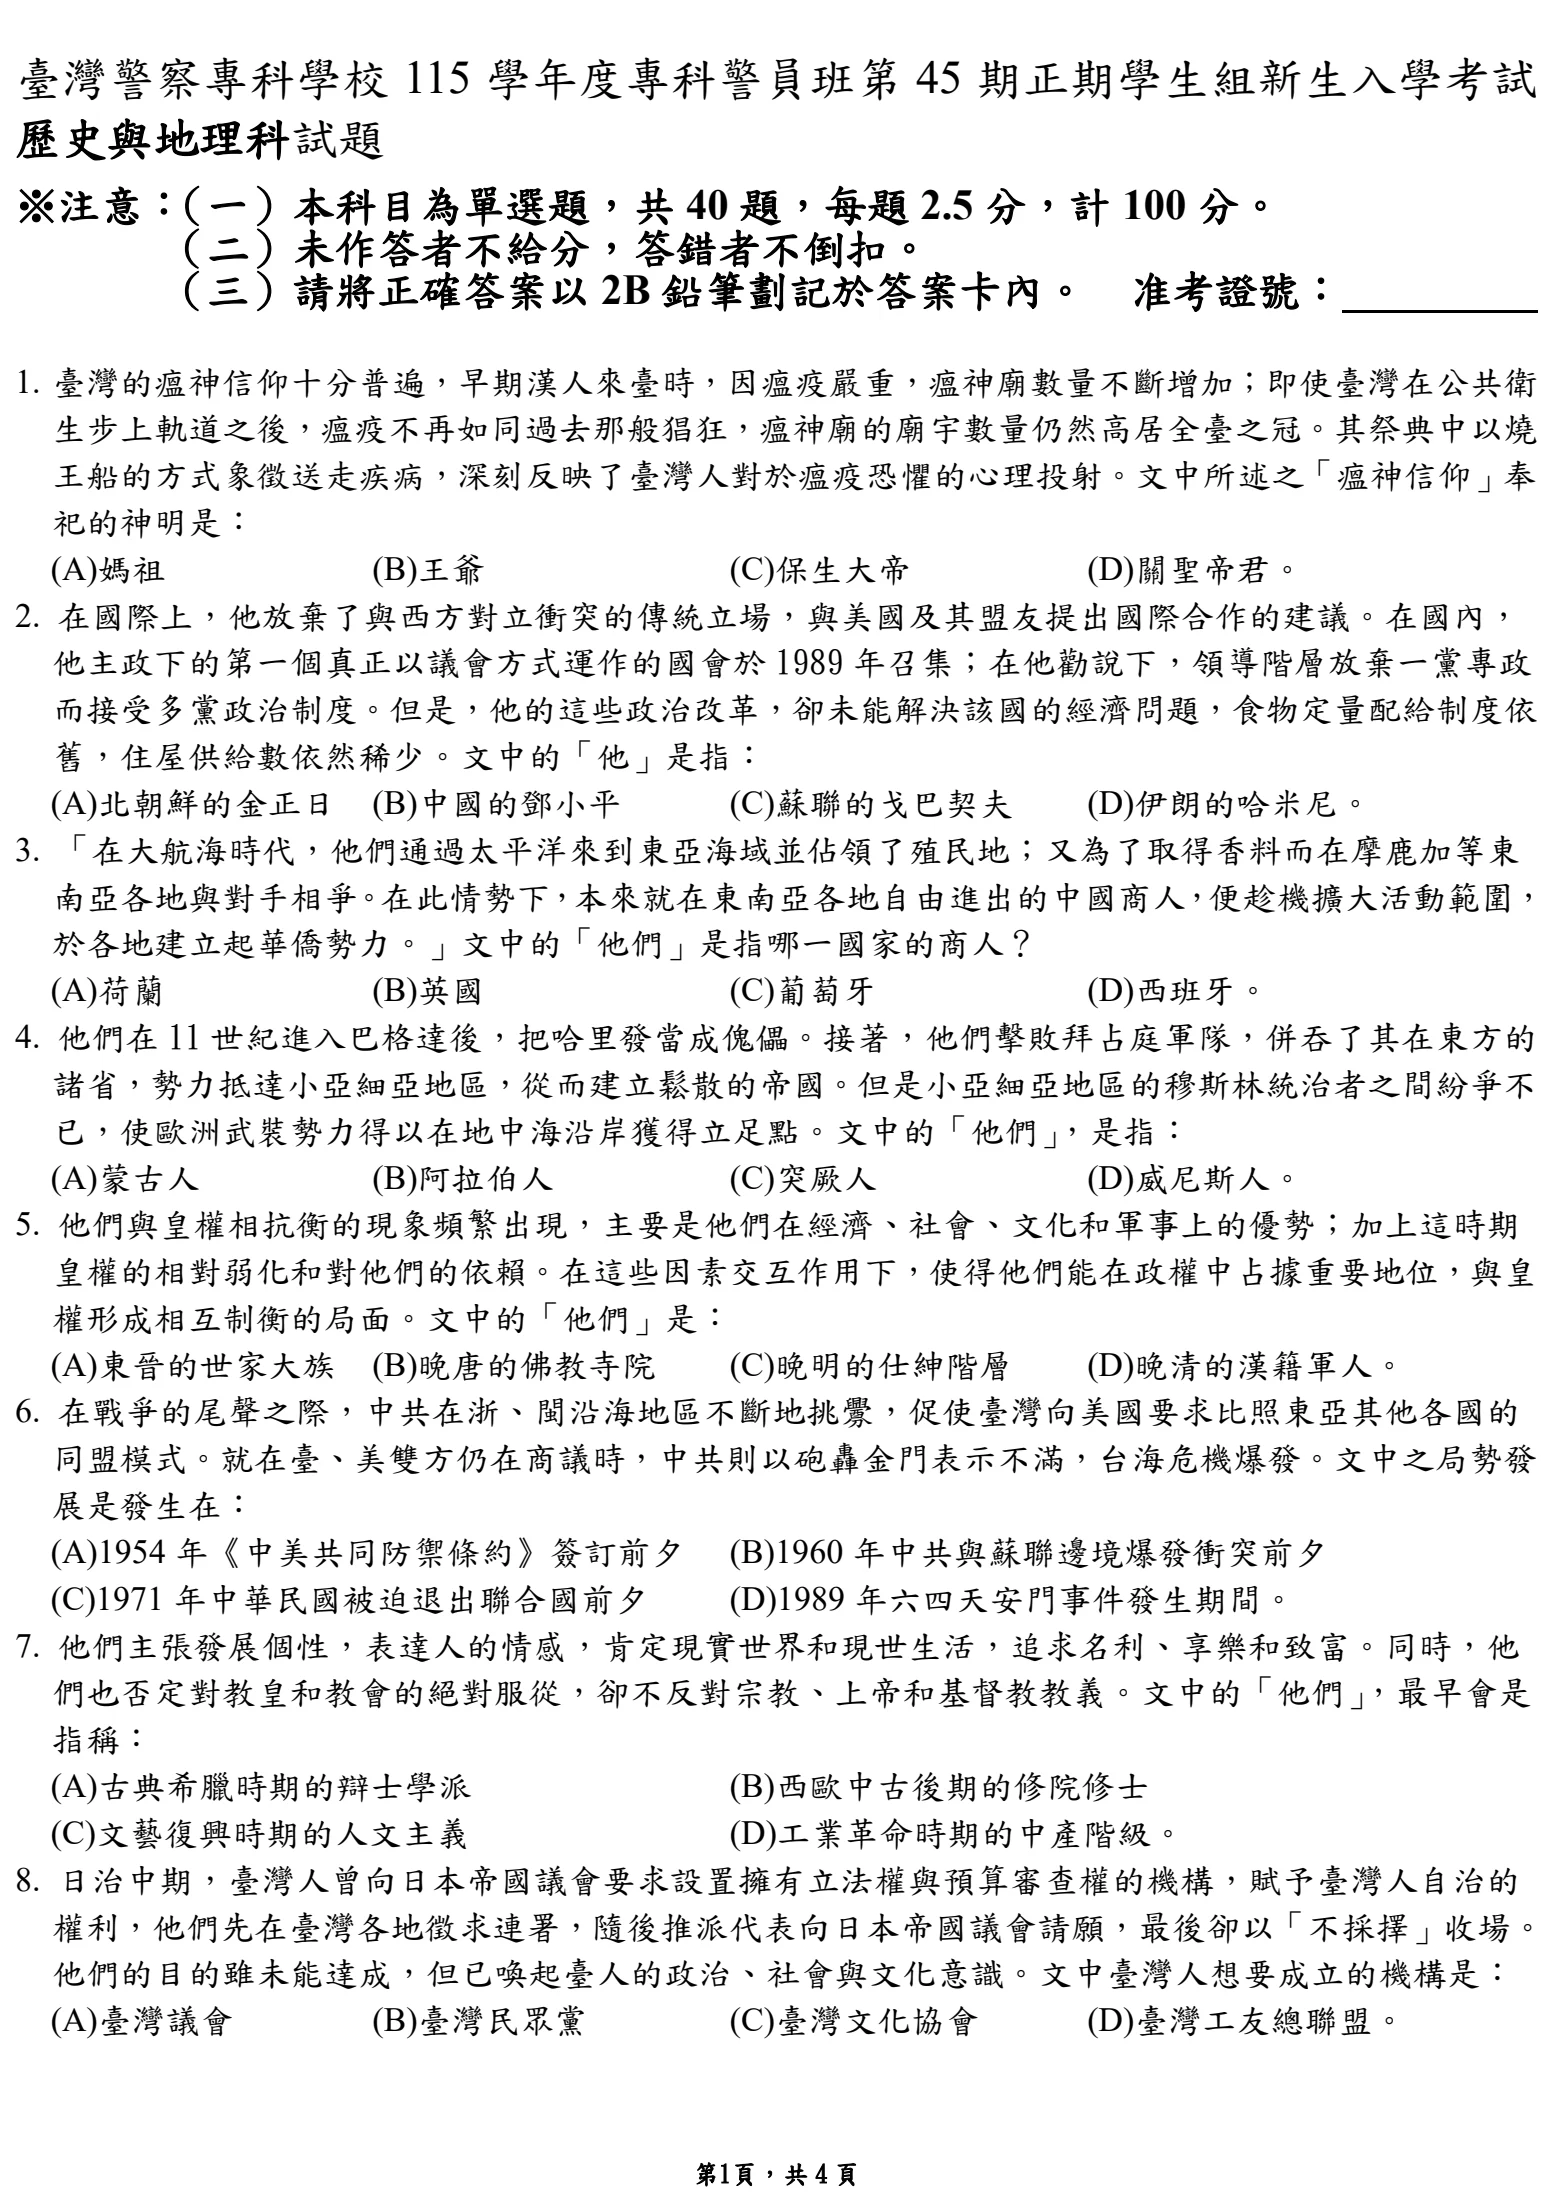 臺灣警察專科學校 115 學年度專科警員班第 45 期正期學生組新生入學考試
歷史與地理科試題
※注意：（一）本科目為單選題，共 40 題，每題 2.5 分，計 100 分。
（二）未作答者不給分，答錯者不倒扣。
（三）請將正確答案以 2B 鉛筆劃記於答案卡內。 准考證號：
1. 臺灣的瘟神信仰十分普遍，早期漢人來臺時，因瘟疫嚴重，瘟神廟數量不斷增加；即使臺灣在公共衛
生步上軌道之後，瘟疫不再如同過去那般猖狂，瘟神廟的廟宇數量仍然高居全臺之冠。其祭典中以燒
王船的方式象徵送走疾病，深刻反映了臺灣人對於瘟疫恐懼的心理投射。文中所述之「瘟神信仰」奉
祀的神明是：
(A)媽祖 (B)王爺 (C)保生大帝 (D)關聖帝君。
2. 在國際上，他放棄了與西方對立衝突的傳統立場，與美國及其盟友提出國際合作的建議。在國內，
他主政下的第一個真正以議會方式運作的國會於 1989 年召集；在他勸說下，領導階層放棄一黨專政
而接受多黨政治制度。但是，他的這些政治改革，卻未能解決該國的經濟問題，食物定量配給制度依
舊，住屋供給數依然稀少。文中的「他」是指：
(A)北朝鮮的金正日 (B)中國的鄧小平 (C)蘇聯的戈巴契夫 (D)伊朗的哈米尼。
3. 「在大航海時代，他們通過太平洋來到東亞海域並佔領了殖民地；又為了取得香料而在摩鹿加等東
南亞各地與對手相爭。在此情勢下，本來就在東南亞各地自由進出的中國商人，便趁機擴大活動範圍，
於各地建立起華僑勢力。」文中的「他們」是指哪一國家的商人？
(A)荷蘭 (B)英國 (C)葡萄牙 (D)西班牙。
4. 他們在 11 世紀進入巴格達後，把哈里發當成傀儡。接著，他們擊敗拜占庭軍隊，併吞了其在東方的
諸省，勢力抵達小亞細亞地區，從而建立鬆散的帝國。但是小亞細亞地區的穆斯林統治者之間紛爭不
已，使歐洲武裝勢力得以在地中海沿岸獲得立足點。文中的「他們」，是指：
(A)蒙古人 (B)阿拉伯人 (C)突厥人 (D)威尼斯人。
5. 他們與皇權相抗衡的現象頻繁出現，主要是他們在經濟、社會、文化和軍事上的優勢；加上這時期
皇權的相對弱化和對他們的依賴。在這些因素交互作用下，使得他們能在政權中占據重要地位，與皇
權形成相互制衡的局面。文中的「他們」是：
(A)東晉的世家大族 (B)晚唐的佛教寺院 (C)晚明的仕紳階層 (D)晚清的漢籍軍人。
6. 在戰爭的尾聲之際，中共在浙、閩沿海地區不斷地挑釁，促使臺灣向美國要求比照東亞其他各國的
同盟模式。就在臺、美雙方仍在商議時，中共則以砲轟金門表示不滿，台海危機爆發。文中之局勢發
展是發生在：
(A)1954 年《中美共同防禦條約》簽訂前夕 (B)1960 年中共與蘇聯邊境爆發衝突前夕
(C)1971 年中華民國被迫退出聯合國前夕 (D)1989 年六四天安門事件發生期間。
7. 他們主張發展個性，表達人的情感，肯定現實世界和現世生活，追求名利、享樂和致富。同時，他
們也否定對教皇和教會的絕對服從，卻不反對宗教、上帝和基督教教義。文中的「他們」，最早會是
指稱：
(A)古典希臘時期的辯士學派 (B)西歐中古後期的修院修士
(C)文藝復興時期的人文主義 (D)工業革命時期的中產階級。
8. 日治中期，臺灣人曾向日本帝國議會要求設置擁有立法權與預算審查權的機構，賦予臺灣人自治的
權利，他們先在臺灣各地徵求連署，隨後推派代表向日本帝國議會請願，最後卻以「不採擇」收場。
他們的目的雖未能達成，但已喚起臺人的政治、社會與文化意識。文中臺灣人想要成立的機構是：
(A)臺灣議會 (B)臺灣民眾黨 (C)臺灣文化協會 (D)臺灣工友總聯盟。
第1頁，共 4 頁